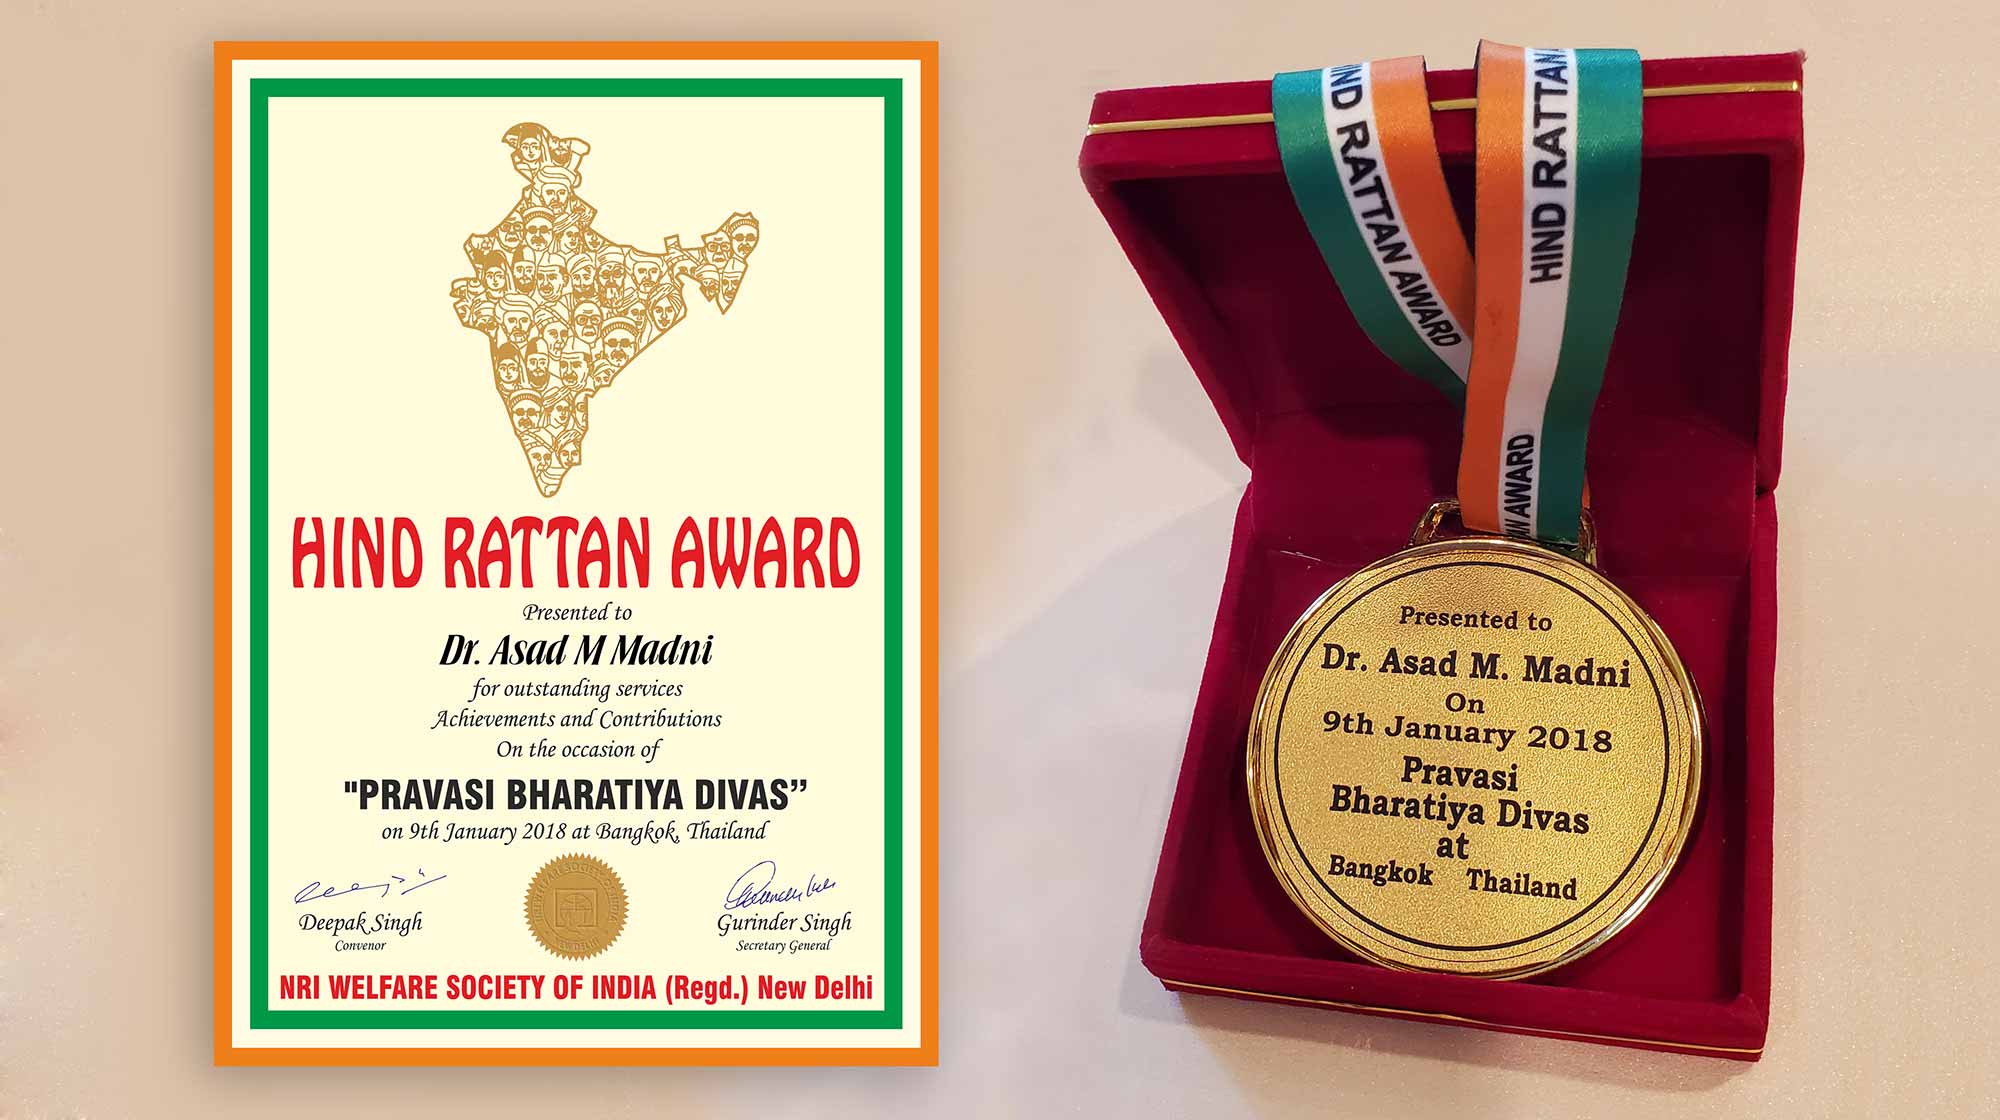 HIND RATTAN AWARD
Presented to
Dr. Asad M Madni
for outstanding services
Achievements and Contributions
On the occasion of
"PRAVASI BHARATIYA DIVAS”
on 9th January 2018 at Bangkok, Thailand
Deepak Singh
Convenor
Gurinder Singh
Secretary General
NRI WELFARE SOCIETY OF INDIA
NEW DELHI
NRI WELFARE SOCIETY OF INDIA (Regd.) New Delhi
HIND RATTAN AWARD
HIND RATTAN
AWARD
Presented to
Dr. Asad M. Madni
On
9th January 2018
Pravasi
Bharatiya Divas
at
Bangkok Thailand